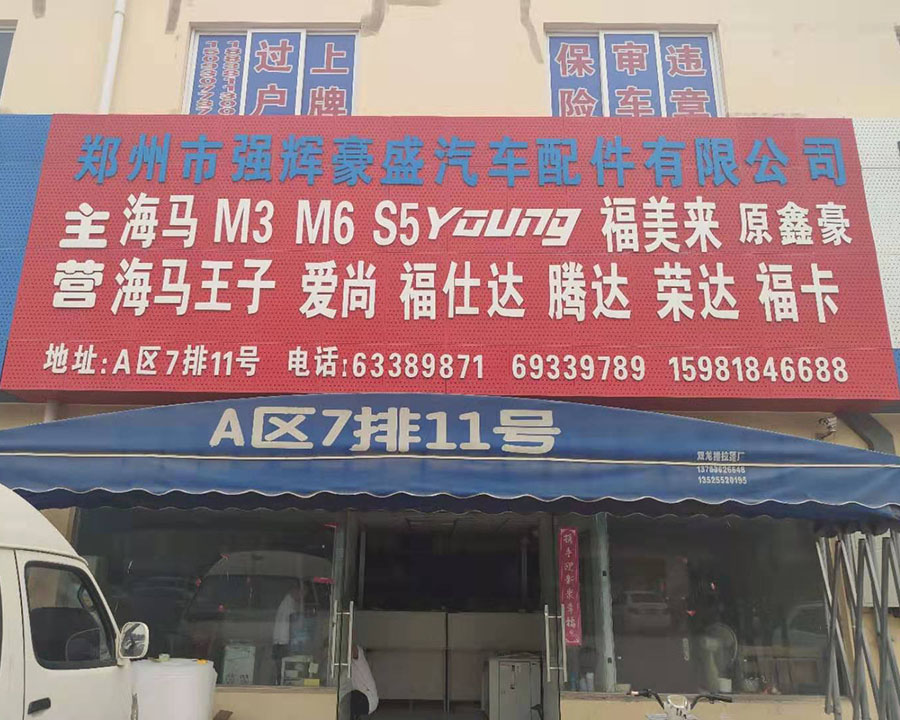 过户
上牌
保险
审车
违章
郑州市强辉豪盛汽车配件有限公司
主营
海马 M3 M6 S5 Young 福美来 原鑫豪
海马王子 爱尚 福仕达 腾达 荣达 福卡
地址:A区7排11号 电话:63389871 69339789 15981846688
A区7排11号
13525520195